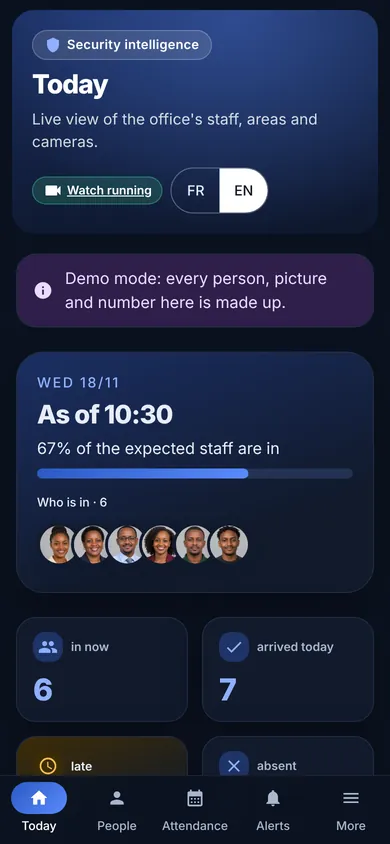 Security intelligence
Today
Live view of the office's staff, areas and
cameras.
Watch running
FR
EN
Demo mode: every person, picture
and number here is made up.
WED 18/11
As of 10:30
67% of the expected staff are in
Who is in · 6
in now
6
arrived today
7
late
absent
Today
People
Attendance
Alerts
More